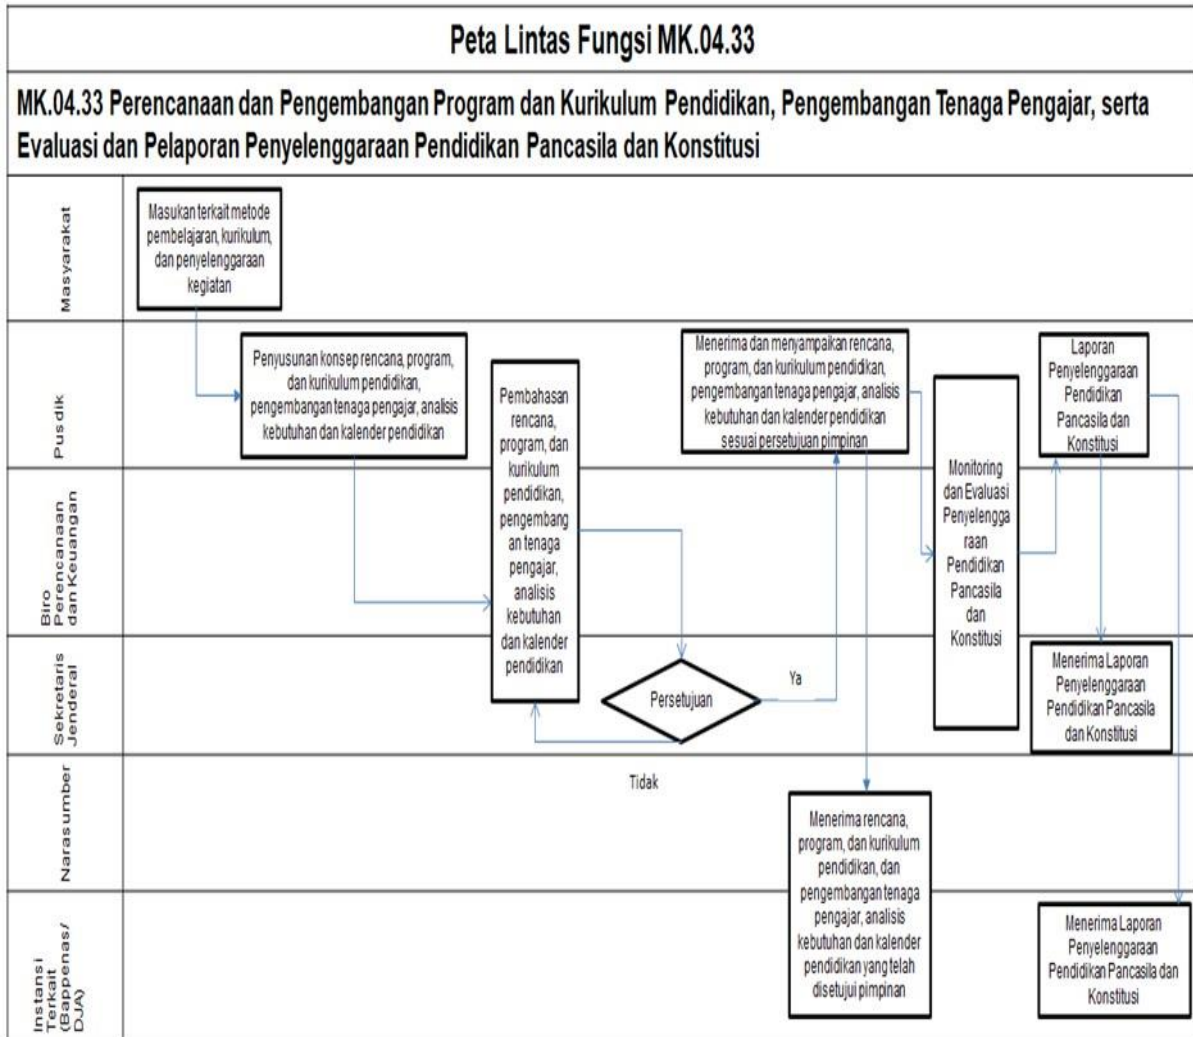 Peta Lintas Fungsi MK.04.33
MK.04.33 Perencanaan dan Pengembangan Program dan Kurikulum Pendidikan, Pengembangan Tenaga Pengajar, serta
Evaluasi dan Pelaporan Penyelenggaraan Pendidikan Pancasila dan Konstitusi
Masyarakat
Masukan terkait metode
pembelajaran, kurikulum,
dan penyelenggaraan
kegiatan
Pusdik
Penyusunan konsep rencana, program,
dan kurikulum pendidikan,
pengembangan tenaga pengajar, analisis
kebutuhan dan kalender pendidikan
Pembahasan
rencana,
program, dan
kurikulum
pendidikan,
pengembang
an tenaga
pengajar,
analisis
kebutuhan
dan kalender
pendidikan
Menerima dan menyampaikan rencana,
program, dan kurikulum pendidikan,
pengembangan tenaga pengajar, analisis
kebutuhan dan kalender pendidikan
sesuai persetujuan pimpinan
Monitoring
dan Evaluasi
Penyelengga
raan
Pendidikan
Pancasila
dan
Konstitusi
Laporan
Penyelenggaraan
Pendidikan
Pancasila dan
Konstitusi
Biro
Perencanaan
dan Keuangan
Sekretaris
Jenderal
Persetujuan
Ya
Menerima Laporan
Penyelenggaraan
Pendidikan Pancasila
dan Konstitusi
Narasumber
Tidak
Menerima rencana,
program, dan kurikulum
pendidikan, dan
pengembangan tenaga
pengajar, analisis
kebutuhan dan kalender
pendidikan yang telah
disetujui pimpinan
Instansi
Terkait
(Bappenas/
DJA)
Menerima Laporan
Penyelenggaraan
Pendidikan Pancasila dan
Konstitusi